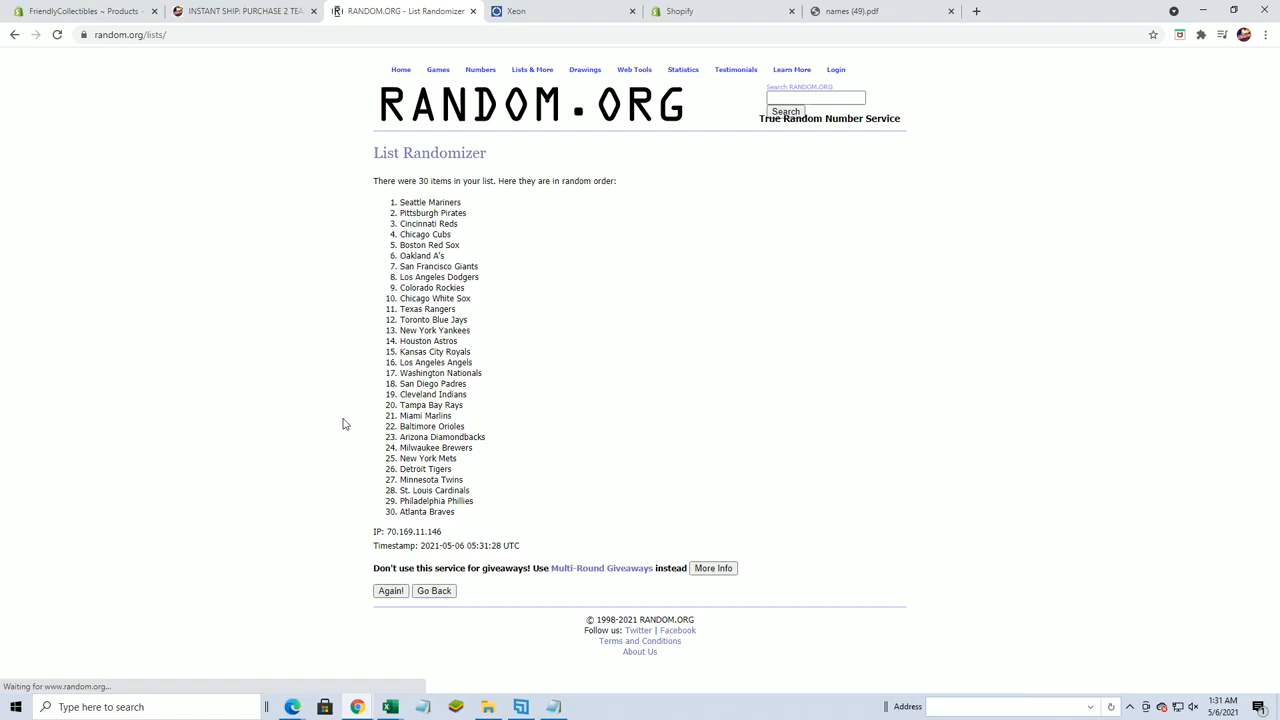 FriendlyCollectibles ~ Products ·
INSTANT SHIP: PURCHASE 2 TEA
RANDOM.ORG - List Randomizer
Shopify
names (49).pdf
random.org/lists/
Home Games Numbers Lists & More Drawings Web Tools Statistics Testimonials Learn More Login
RANDOM.ORG
Search RANDOM.ORG
Search
True Random Number Service
List Randomizer
There were 30 items in your list. Here they are in random order:
1. Seattle Mariners
2. Pittsburgh Pirates
3. Cincinnati Reds
4. Chicago Cubs
5. Boston Red Sox
6. Oakland A's
7. San Francisco Giants
8. Los Angeles Dodgers
9. Colorado Rockies
10. Chicago White Sox
11. Texas Rangers
12. Toronto Blue Jays
13. New York Yankees
14. Houston Astros
15. Kansas City Royals
16. Los Angeles Angels
17. Washington Nationals
18. San Diego Padres
19. Cleveland Indians
20. Tampa Bay Rays
21. Miami Marlins
22. Baltimore Orioles
23. Arizona Diamondbacks
24. Milwaukee Brewers
25. New York Mets
26. Detroit Tigers
27. Minnesota Twins
28. St. Louis Cardinals
29. Philadelphia Phillies
30. Atlanta Braves
IP: 70.169.11.146
Timestamp: 2021-05-06 05:31:28 UTC
Don't use this service for giveaways! Use Multi-Round Giveaways instead More Info
Again! Go Back
© 1998-2021 RANDOM.ORG
Follow us: Twitter | Facebook
Terms and Conditions
About Us
Waiting for www.random.org...
Type here to search
Address
1:31 AM
5/6/2021